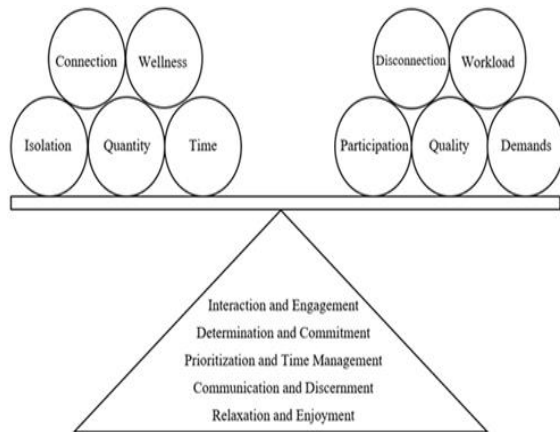 Connection Wellness
Disconnection Workload
Isolation Quantity Time
Participation Quality Demands
Interaction and Engagement
Determination and Commitment
Prioritization and Time Management
Communication and Discernment
Relaxation and Enjoyment